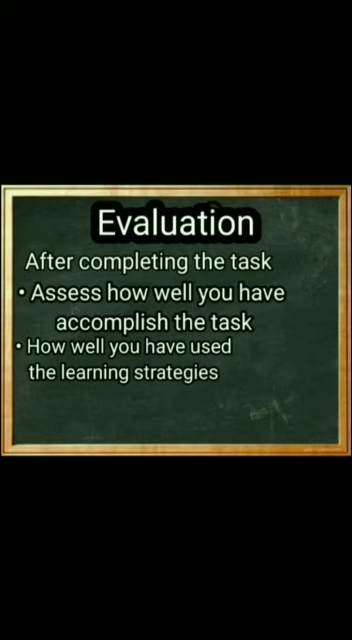 Evaluation
After completing the task
• Assess how well you have
accomplish the task
• How well you have used
the learning strategies